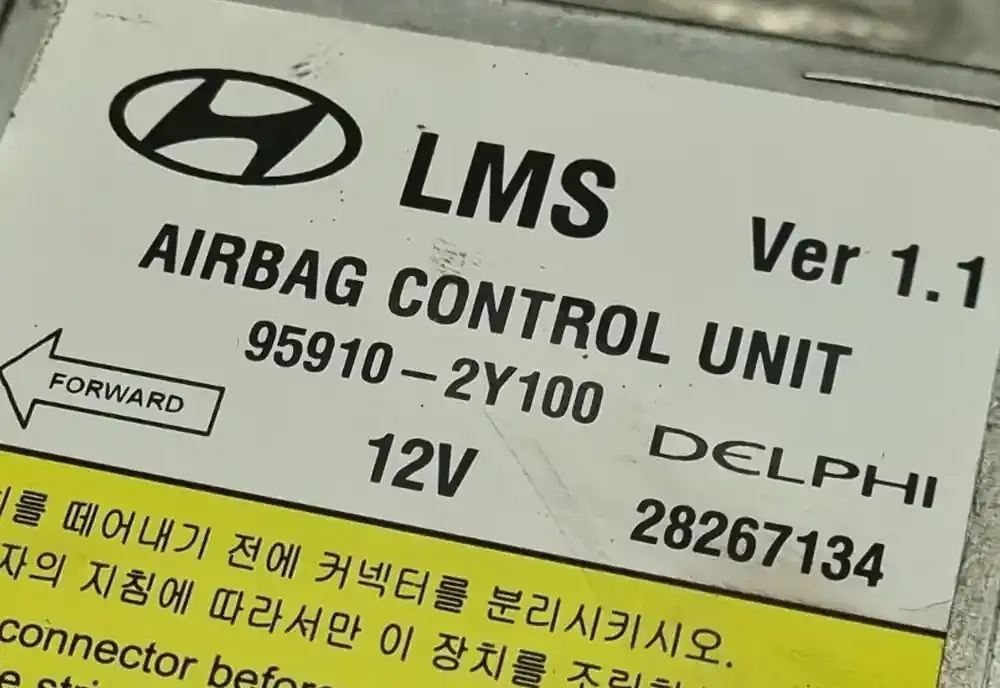 LMS
Ver 1.1
AIRBAG CONTROL UNIT
95910-2Y100
FORWARD
12V
DELPHI
28267134
를 떼어내기 전에 커넥터를 분리시키시오.
자의 지침에 따라서만 이 장치를
connector before